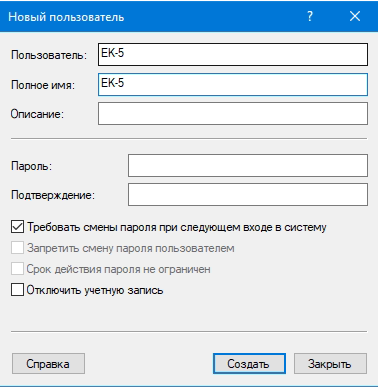 Новый пользователь ?
Пользователь: EK-5
Полное имя: EK-5
Описание:
Пароль:
Подтверждение:
Требовать смены пароля при следующем входе в систему
Запретить смену пароля пользователем
Срок действия пароля не ограничен
Отключить учетную запись
Справка Создать Закрыть